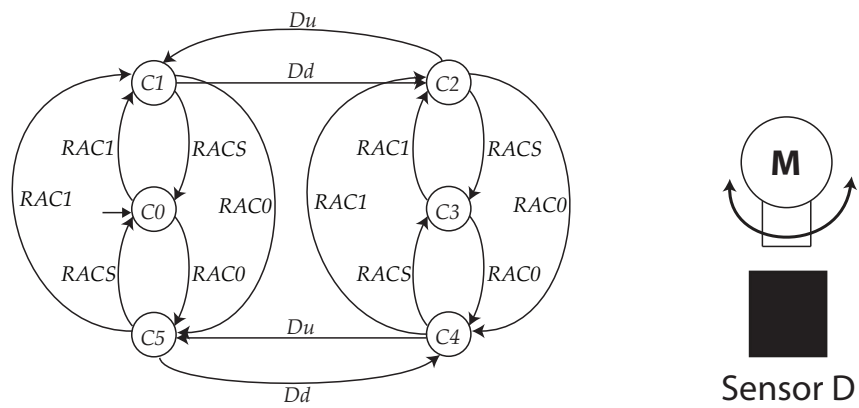 Du
C1
Dd
C2
RAC1
RACS
RAC1
RACS
M
RAC1
C0
RAC0
RAC1
C3
RAC0
RACS
RAC0
RACS
RAC0
C5
Du
C4
Dd
Sensor D